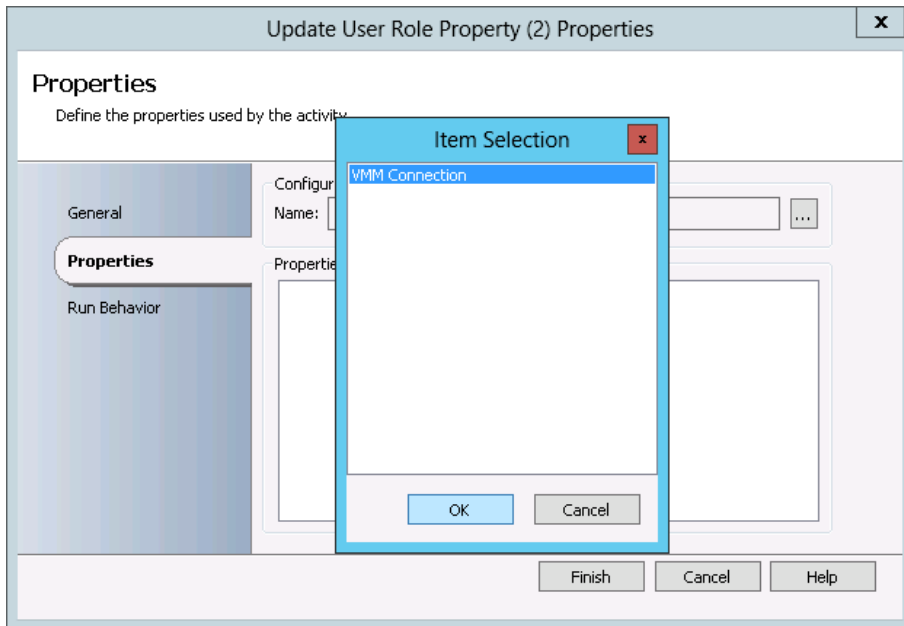 Update User Role Property (2) Properties
x
Properties
Define the properties used by the activity
Item Selection
x
VMM Connection
General
Properties
Run Behavior
Configur
Name:
...
Propertie
OK
Cancel
Finish
Cancel
Help